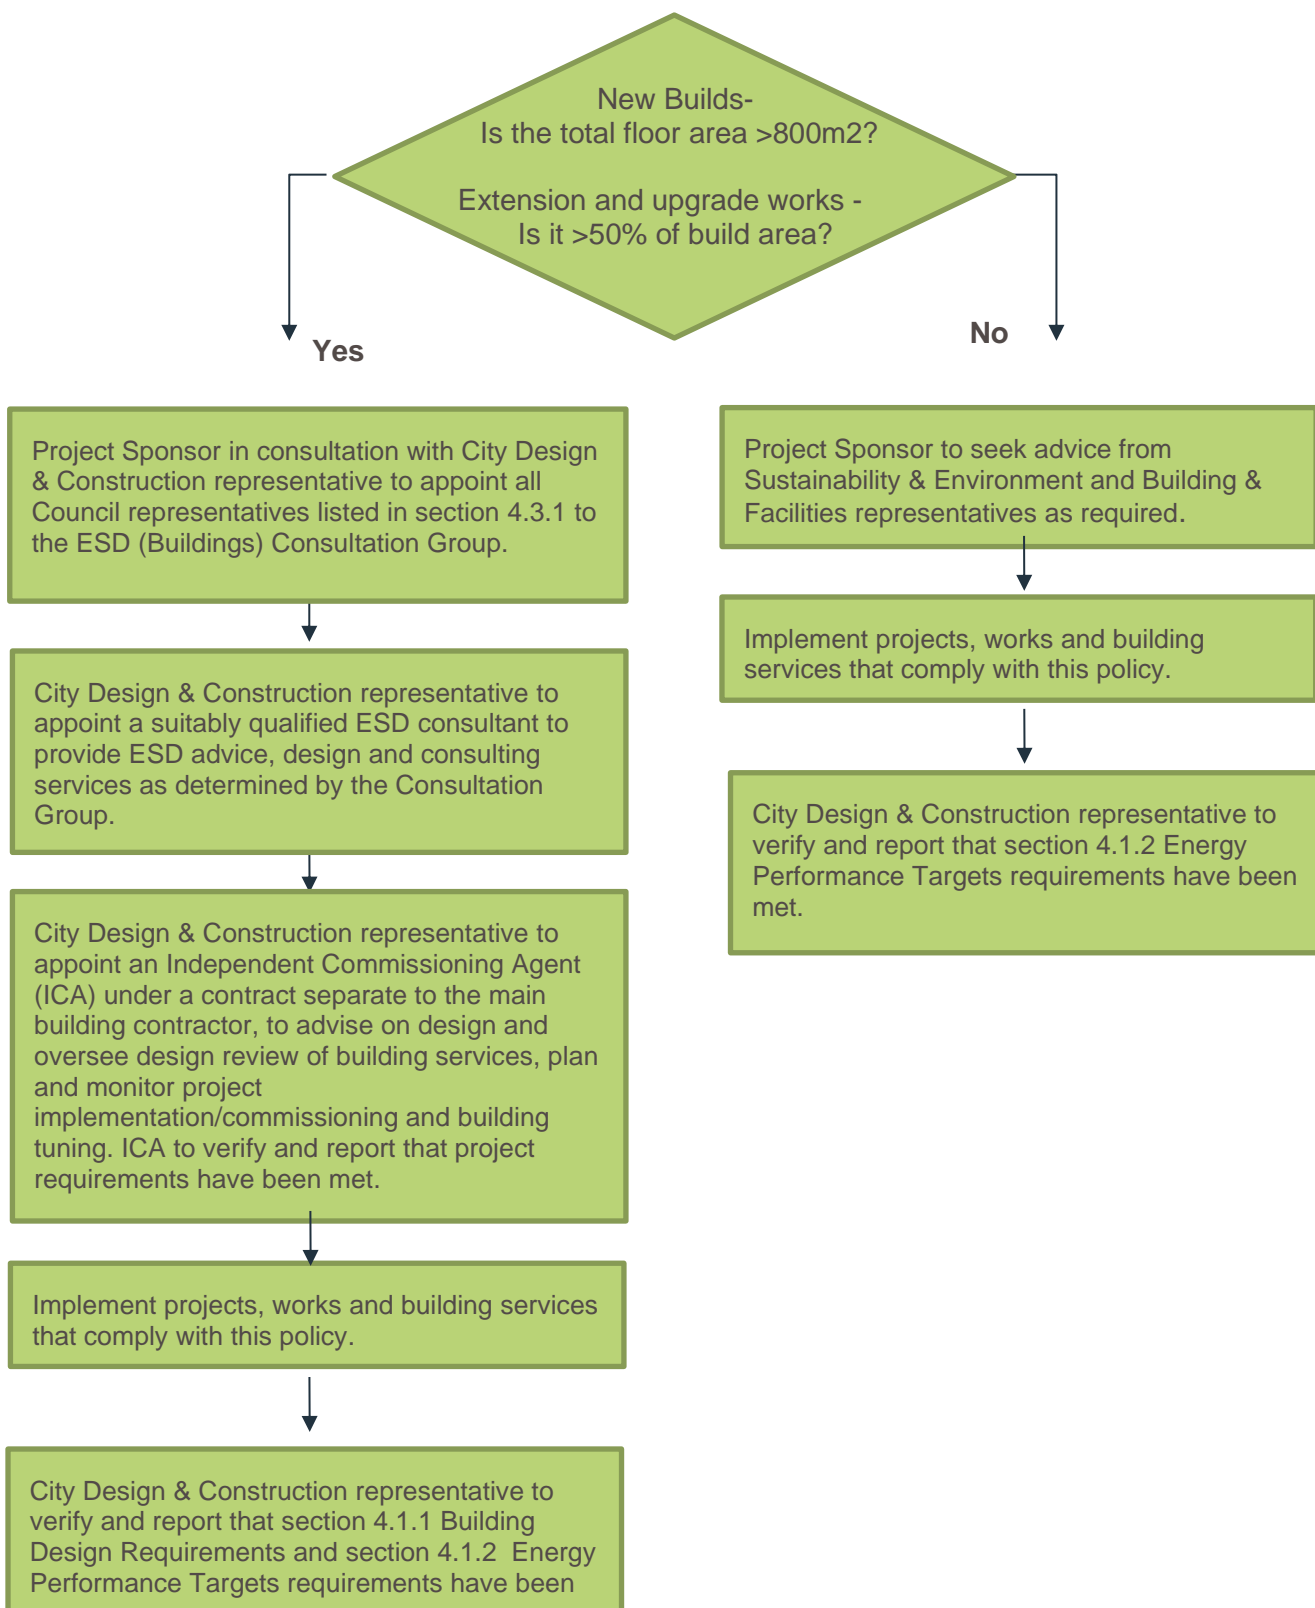 New Builds-
Is the total floor area >800m2?
Extension and upgrade works -
Is it >50% of build area?
Yes
No
Project Sponsor in consultation with City Design
& Construction representative to appoint all
Council representatives listed in section 4.3.1 to
the ESD (Buildings) Consultation Group.
City Design & Construction representative to
appoint a suitably qualified ESD consultant to
provide ESD advice, design and consulting
services as determined by the Consultation
Group.
City Design & Construction representative to
appoint an Independent Commissioning Agent
(ICA) under a contract separate to the main
building contractor, to advise on design and
oversee design review of building services, plan
and monitor project
implementation/commissioning and building
tuning. ICA to verify and report that project
requirements have been met.
Implement projects, works and building services
that comply with this policy.
City Design & Construction representative to
verify and report that section 4.1.1 Building
Design Requirements and section 4.1.2 Energy
Performance Targets requirements have been
Project Sponsor to seek advice from
Sustainability & Environment and Building &
Facilities representatives as required.
Implement projects, works and building
services that comply with this policy.
City Design & Construction representative to
verify and report that section 4.1.2 Energy
Performance Targets requirements have been
met.